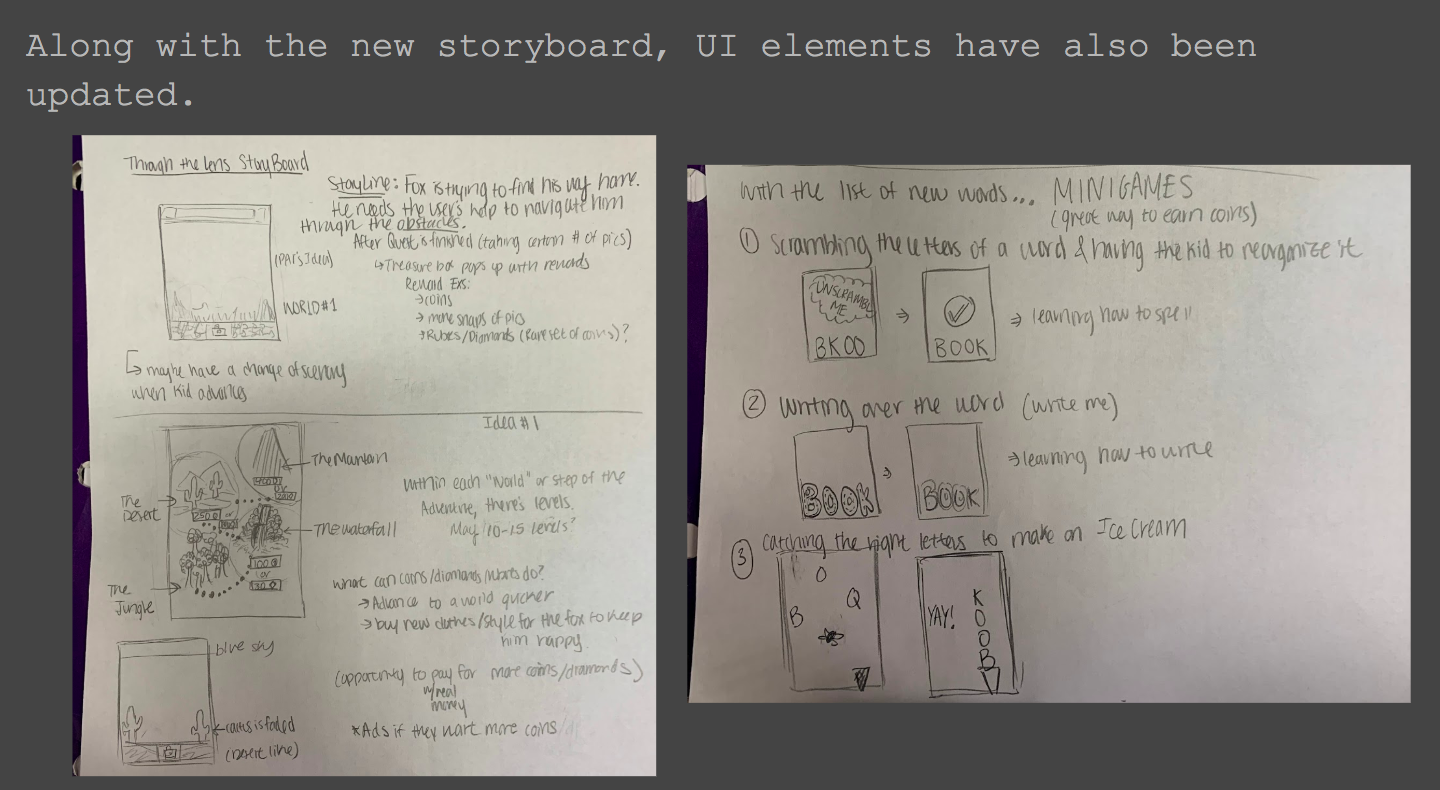 Along with the new storyboard, UI elements have also been
updated.
Through the Lens StoryBoard
StoryLine: Fox is trying to find his way home.
He needs the user's help to navigate him
through the obstacles.
After Quest is finished (taking certain # of pics)
↳Treasure box pops up with rewards
Reward Exs:
→coins
→ more snaps of pics
→Rubies/Diamonds (Rare set of coins)?
(PAI's Idea)
WORLD #1
↳ maybe have a change of scenery
when kid advances
Idea #1
The Mountain
The
Desert
The Waterfall
The
Jungle
400
or
200
250 or
100
or
30
within each "World" or step of the
Adventure, there's levels.
May 10-15 levels?
What can coins/diamonds/ do?
→ Advance to a world quicker
→ buy new clothes/style for the fox to keep
him happy.
(opportunity to pay for more coins/diamonds)
w/real
money
*Ads if they want more coins/
blue sky
cactus is faded
(Desert like)
With the list of new words... MINIGAMES
(great way to earn coins)
① Scrambling the letters of a word & having the kid to reorganize it
UNSCRAMBLE
ME
BKOO
→
BOOK
⇒ learning how to spell
② Writing over the word (write me)
BOOK
→
BOOK
→ learning how to write
③ Catching the right letters to make an Ice Cream
O
Q
B
YAY!
K
O
O
B